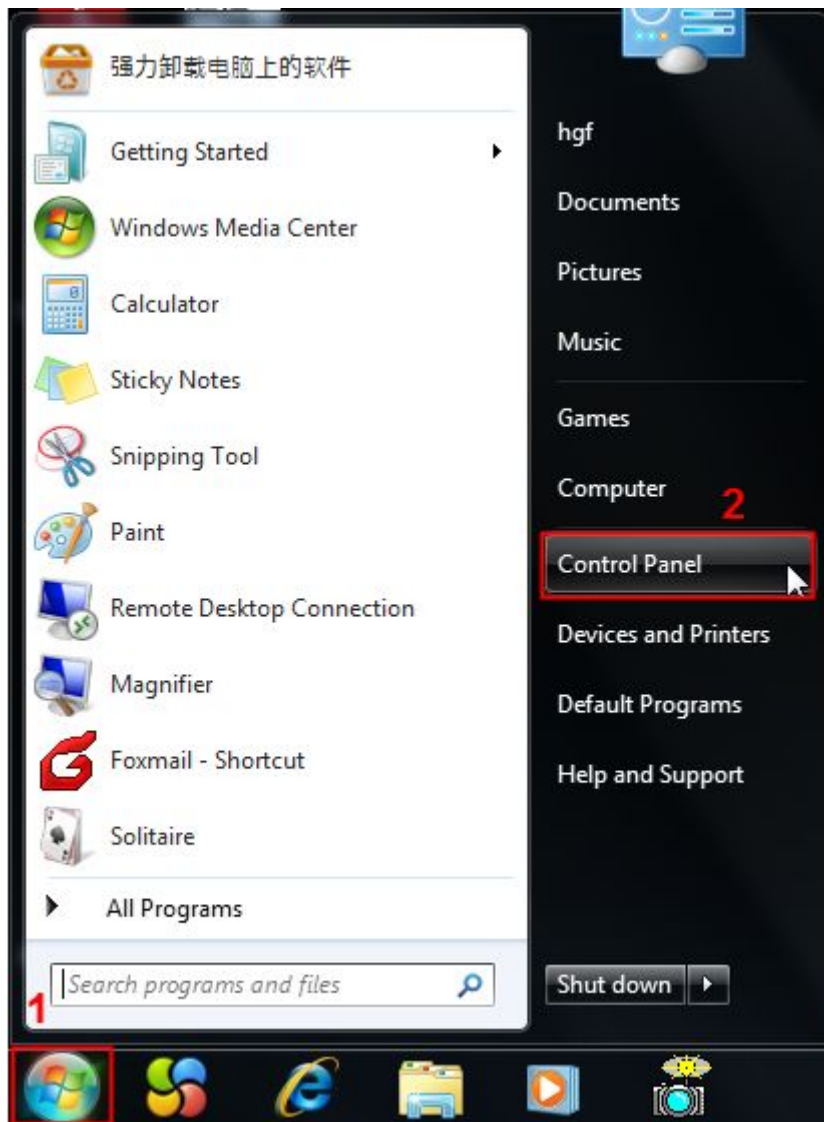 强力卸载电脑上的软件
Getting Started
Windows Media Center
Calculator
Sticky Notes
Snipping Tool
Paint
Remote Desktop Connection
Magnifier
Foxmail - Shortcut
Solitaire
All Programs
Search programs and files
1
hgf
Documents
Pictures
Music
Games
Computer
2
Control Panel
Devices and Printers
Default Programs
Help and Support
Shut down